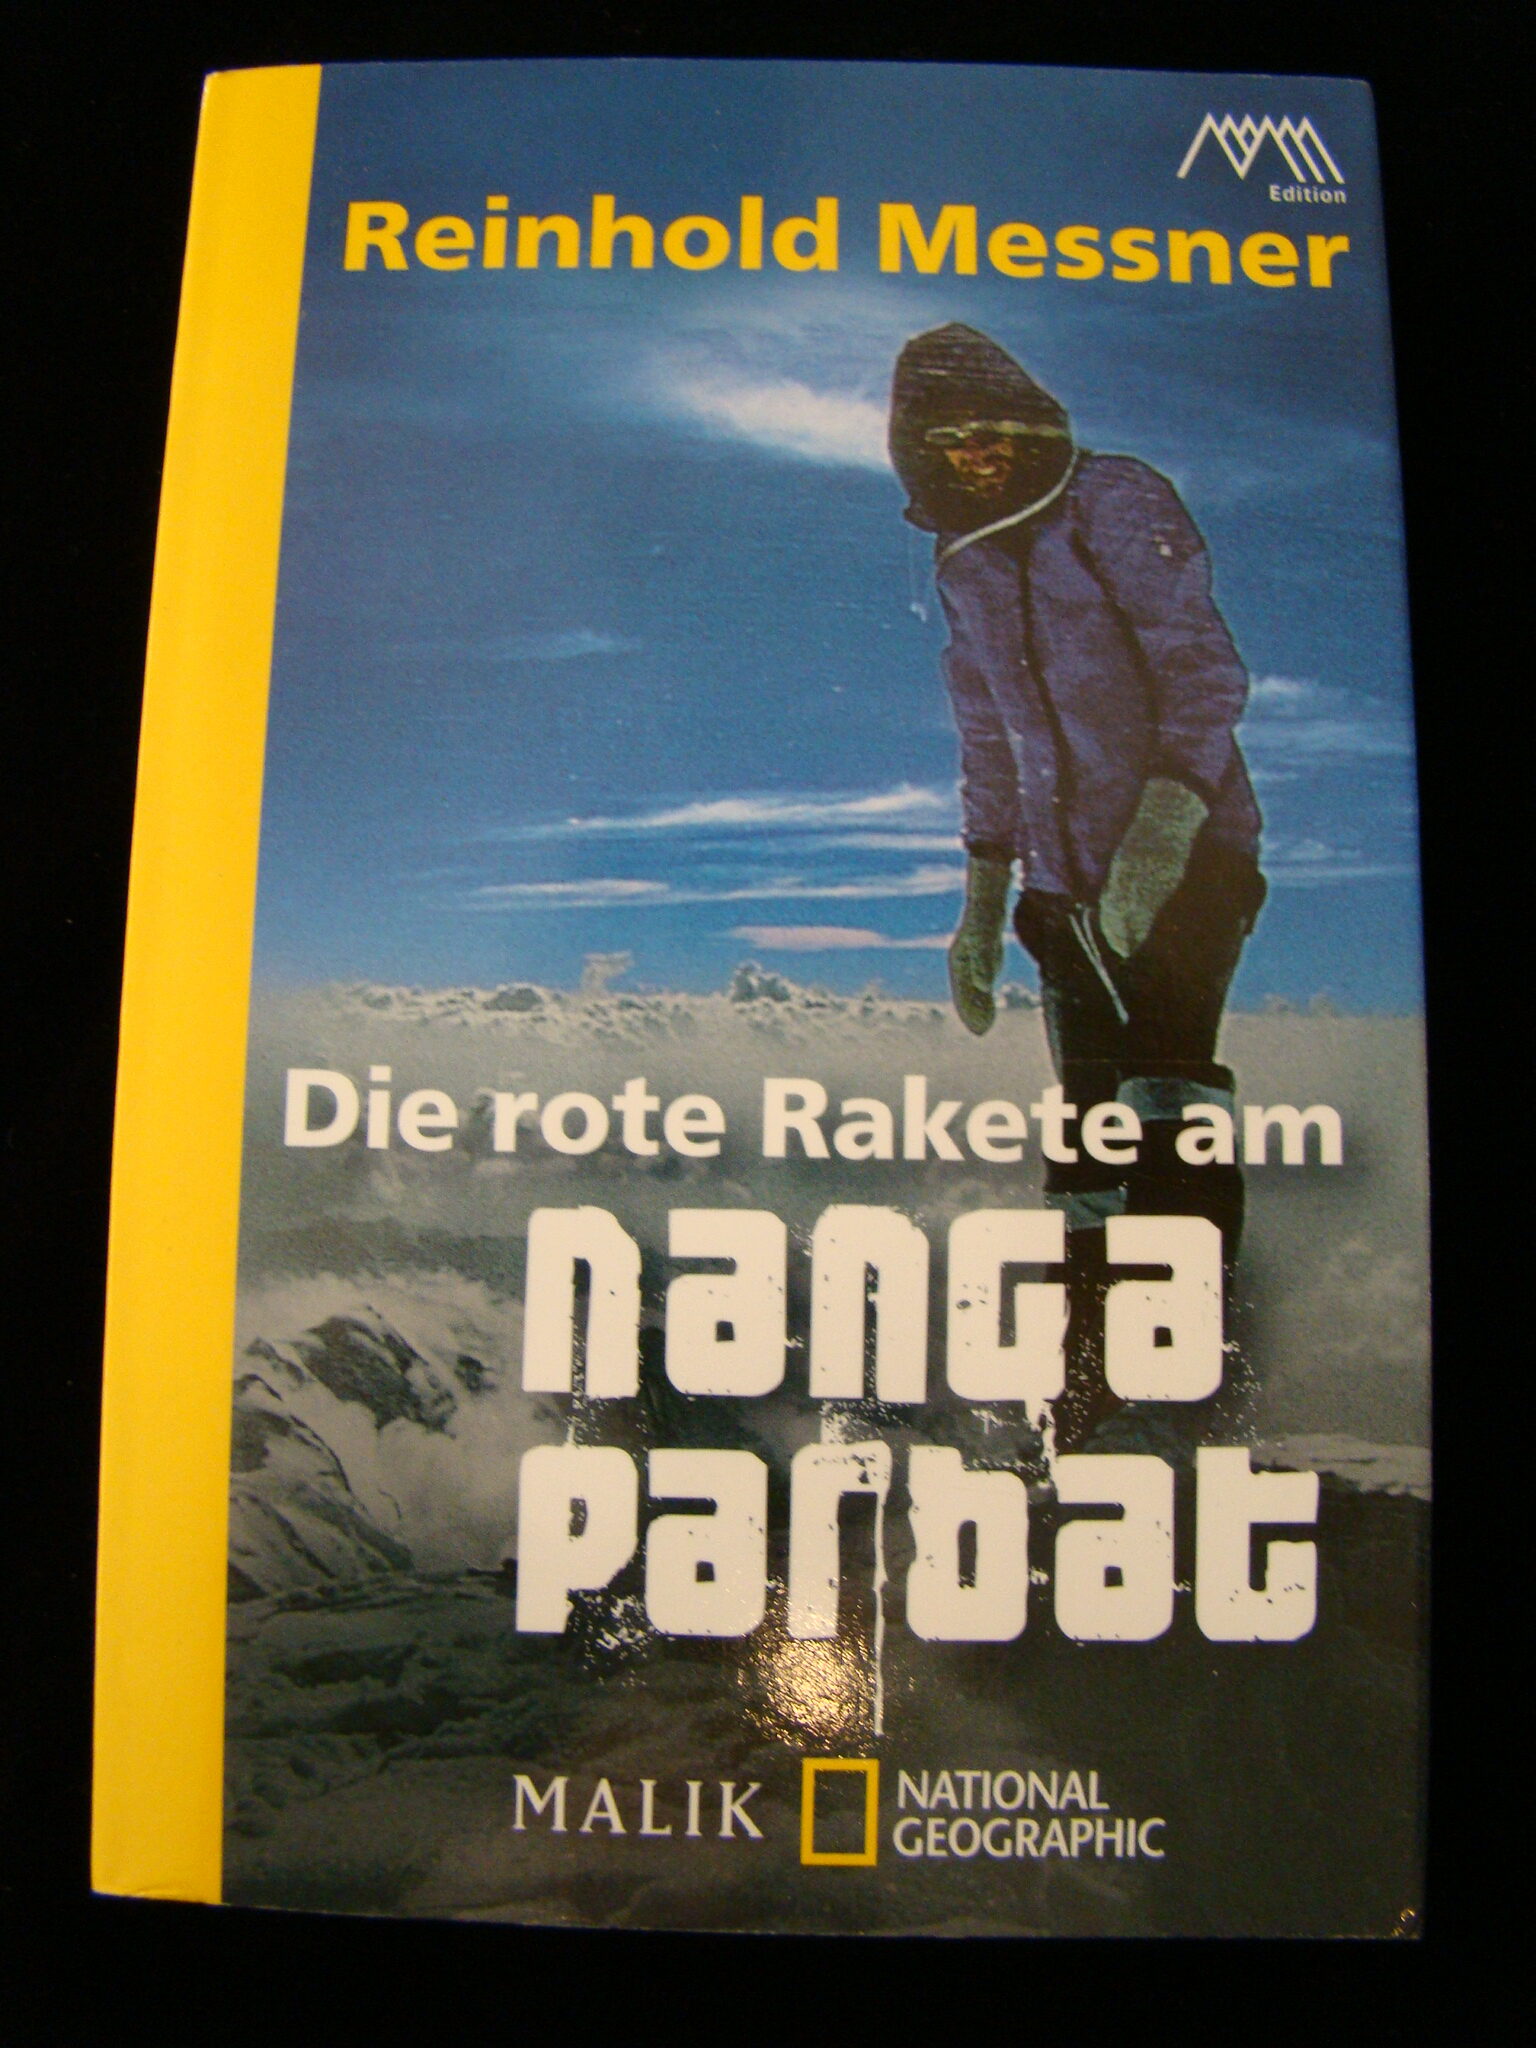 Edition
Reinhold Messner
Die rote Rakete am
nanga
parbat
MALIK
NATIONAL
GEOGRAPHIC